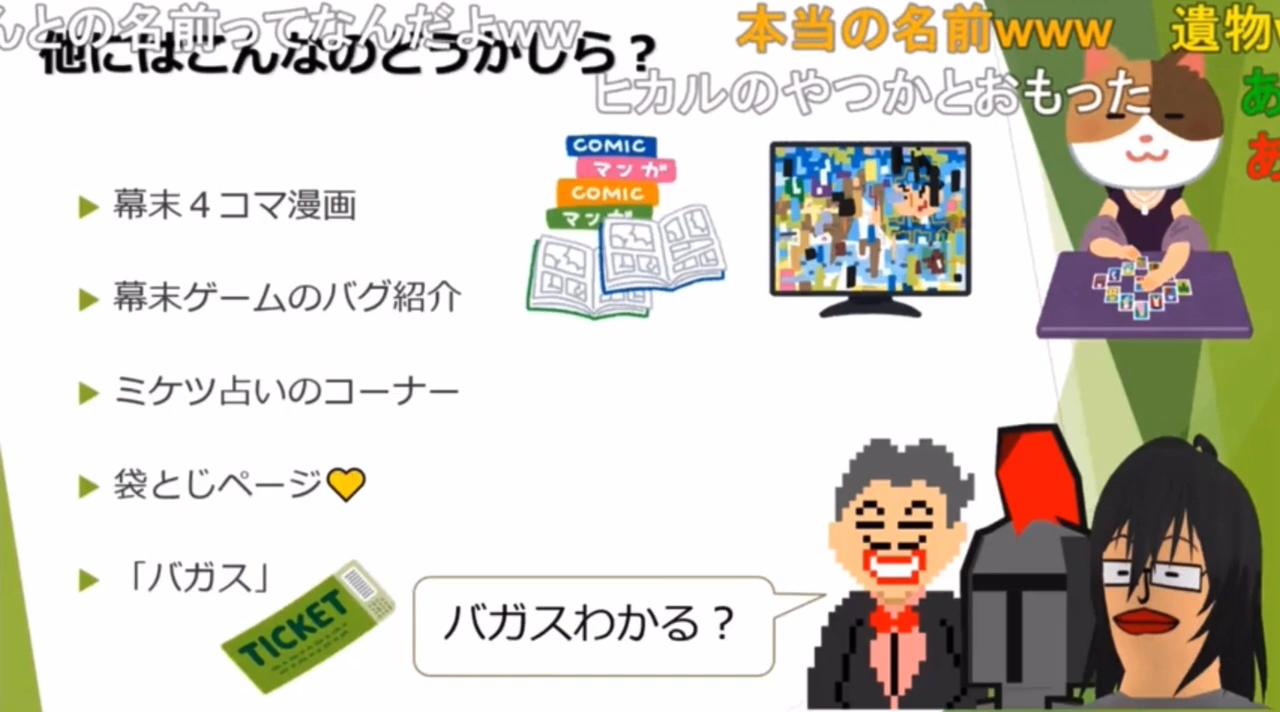 んとの名前ってなんだよww
本当の名前www
遺物w
他にはこんなのどうかしら？
ヒカルのやつかとおもった
あ
あ
幕末４コマ漫画
幕末ゲームのバグ紹介
ミケツ占いのコーナー
袋とじページ💛
「バガス」
COMIC
マンガ
COMIC
マンガ
TICKET
バガスわかる？